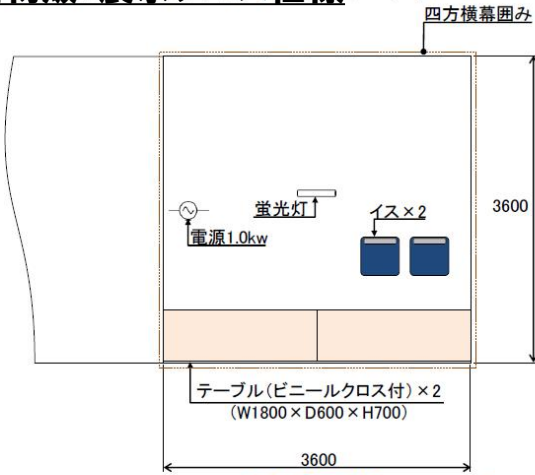 四方横幕囲み
3600
蛍光灯
イス×2
電源1.0kw
テーブル(ビニールクロス付)×2
(W1800×D600×H700)
3600